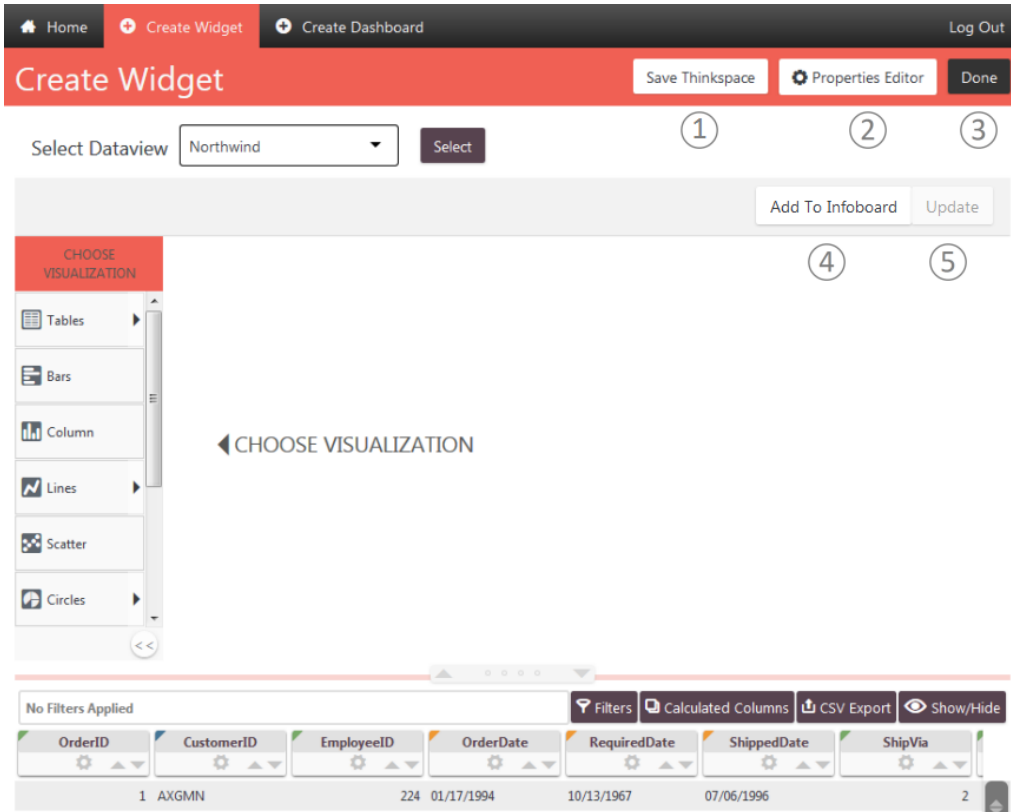 Home Create Widget Create Dashboard Log Out
Create Widget Save Thinkspace Properties Editor Done
1 2 3
Select Dataview Northwind Select
Add To Infoboard Update
4 5
CHOOSE
VISUALIZATION
Tables
Bars
Column
CHOOSE VISUALIZATION
Lines
Scatter
Circles
<<
No Filters Applied Filters Calculated Columns CSV Export Show/Hide
OrderID CustomerID EmployeeID OrderDate RequiredDate ShippedDate ShipVia
1 AXGMN 224 01/17/1994 10/13/1967 07/06/1996 2